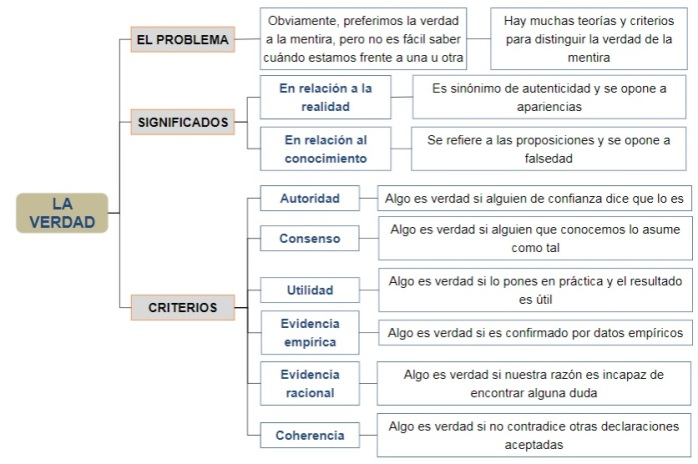 LA
VERDAD
EL PROBLEMA
Obviamente, preferimos la verdad
a la mentira, pero no es fácil saber
cuándo estamos frente a una u otra
Hay muchas teorías y criterios
para distinguir la verdad de la
mentira
SIGNIFICADOS
En relación a la
realidad
Es sinónimo de autenticidad y se opone a
apariencias
En relación al
conocimiento
Se refiere a las proposiciones y se opone a
falsedad
CRITERIOS
Autoridad
Algo es verdad si alguien de confianza dice que lo es
Consenso
Algo es verdad si alguien que conocemos lo asume
como tal
Utilidad
Algo es verdad si lo pones en práctica y el resultado
es útil
Evidencia
empírica
Algo es verdad si es confirmado por datos empíricos
Evidencia
racional
Algo es verdad si nuestra razón es incapaz de
encontrar alguna duda
Coherencia
Algo es verdad si no contradice otras declaraciones
aceptadas